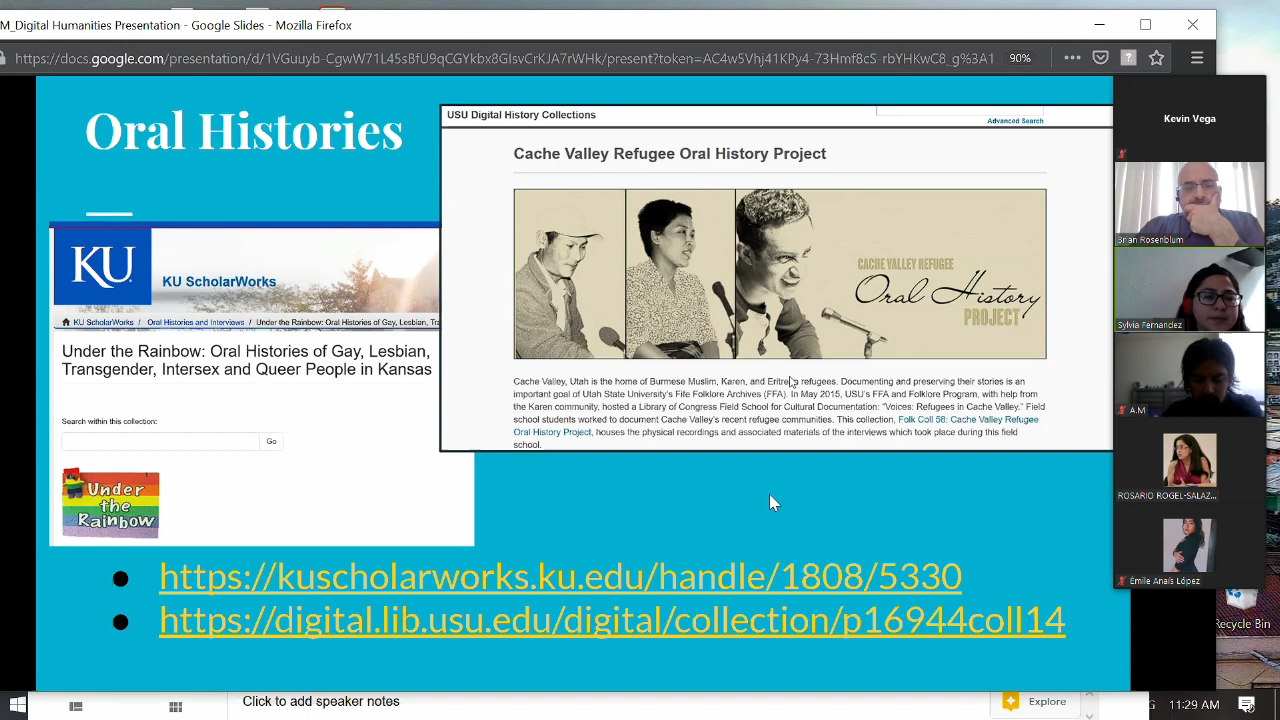 M_Digital Humanities Presentation - Google Slides - Mozilla Firefox
https://docs.google.com/presentation/d/1VGuuyb-CgwW71L45sBfU9qCGYkbx8GIsvCrKJA7rWHk/present?token=AC4w5Vhj41KPy4-73Hmf8cS-rbYHKwC8_g%3A1
90%
Oral Histories
USU Digital History Collections
Advanced Search
Cache Valley Refugee Oral History Project
CACHE VALLEY REFUGEE
Oral History
PROJECT
Cache Valley, Utah is the home of Burmese Muslim, Karen, and Eritrean refugees. Documenting and preserving their stories is an
important goal of Utah State University's Fife Folklore Archives (FFA). In May 2015, USU's FFA and Folklore Program, with help from
the Karen community, hosted a Library of Congress Field School for Cultural Documentation: "Voices: Refugees in Cache Valley." Field
school students worked to document Cache Valley's recent refugee communities. This collection, Folk Coll 58: Cache Valley Refugee
Oral History Project, houses the physical recordings and associated materials of the interviews which took place during this field
school.
KU
KU ScholarWorks
KU ScholarWorks / Oral Histories and Interviews / Under the Rainbow: Oral Histories of Gay, Lesbian, Tra
Under the Rainbow: Oral Histories of Gay, Lesbian,
Transgender, Intersex and Queer People in Kansas
Search within this collection:
Go
Under
the
Rainbow
https://kuscholarworks.ku.edu/handle/1808/5330
https://digital.lib.usu.edu/digital/collection/p16944coll14
Kevin Vega
Brian Rosenblum
Sylvia Fernandez
A.M
ROSARIO ROGEL-SALAZ...
Émile Anaís López
Recycle Bin
Click to add speaker notes
Explore
11:29 AM